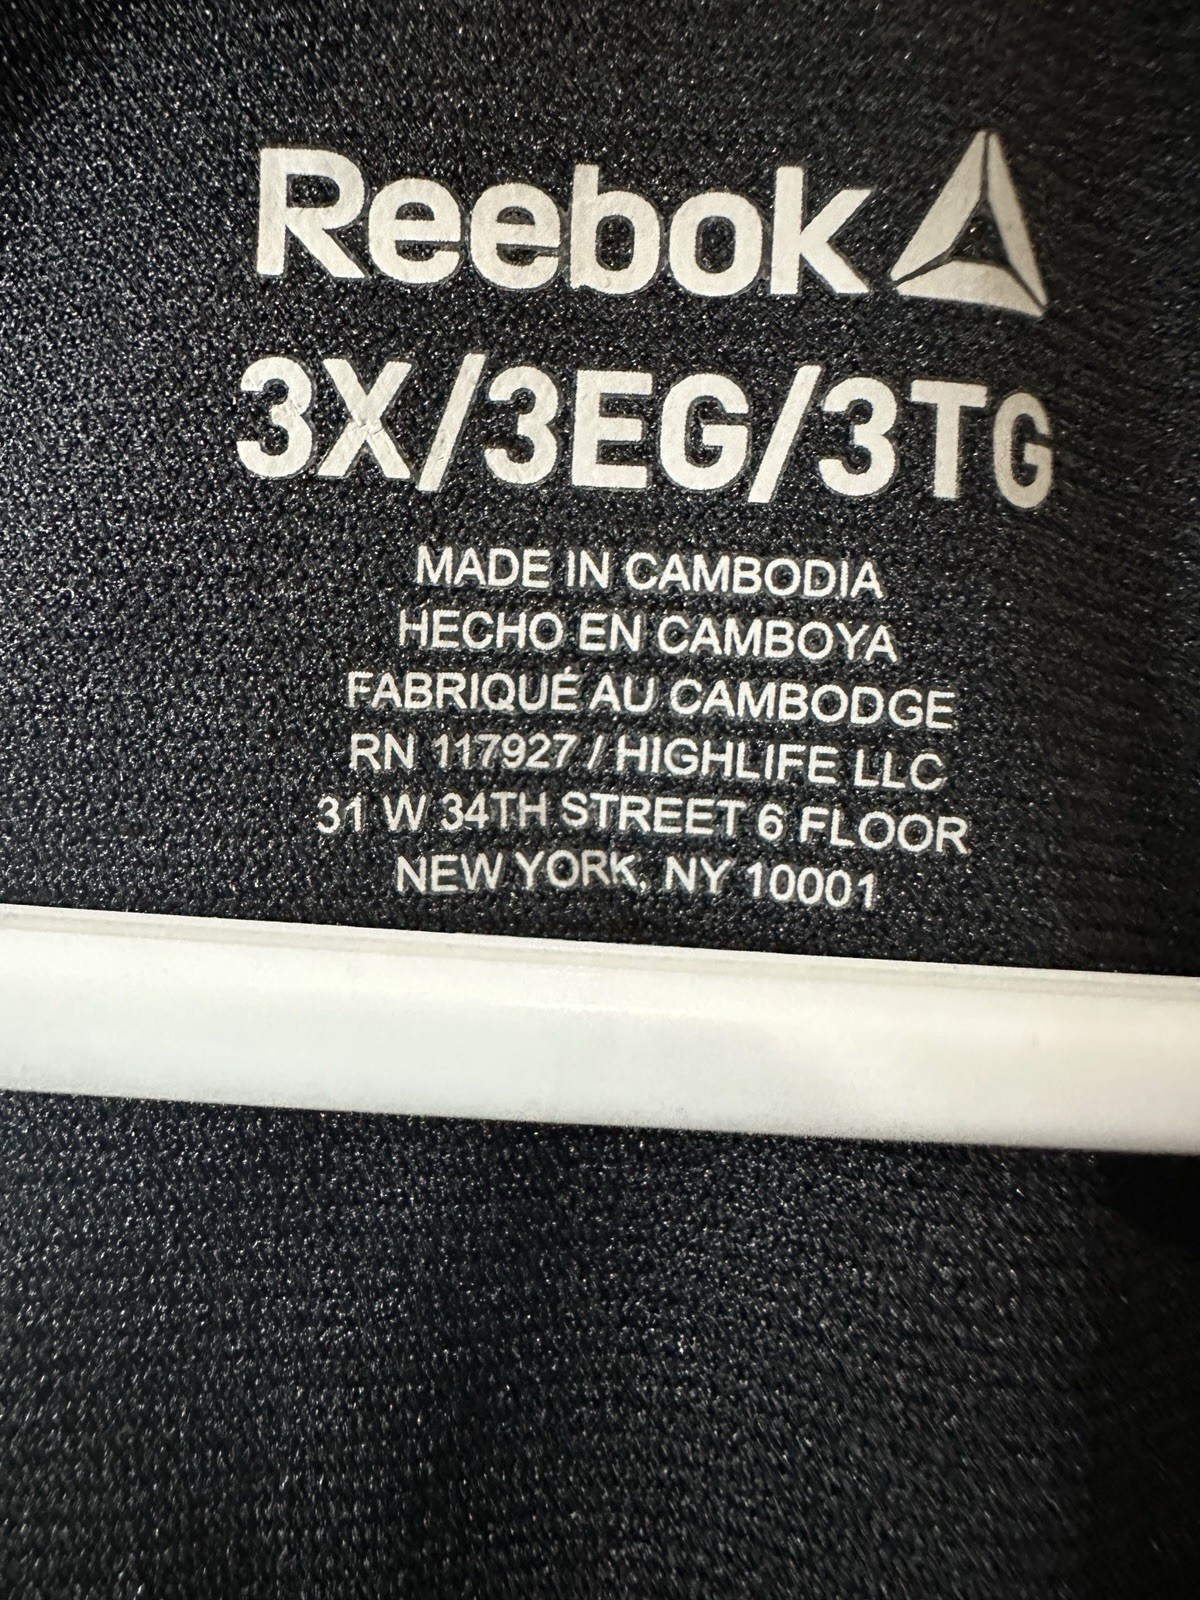 Reebok
3X/3EG/3TG
MADE IN CAMBODIA
HECHO EN CAMBOYA
FABRIQUÉ AU CAMBODGE
RN 117927 / HIGHLIFE LLC
31 W 34TH STREET 6 FLOOR
NEW YORK, NY 10001